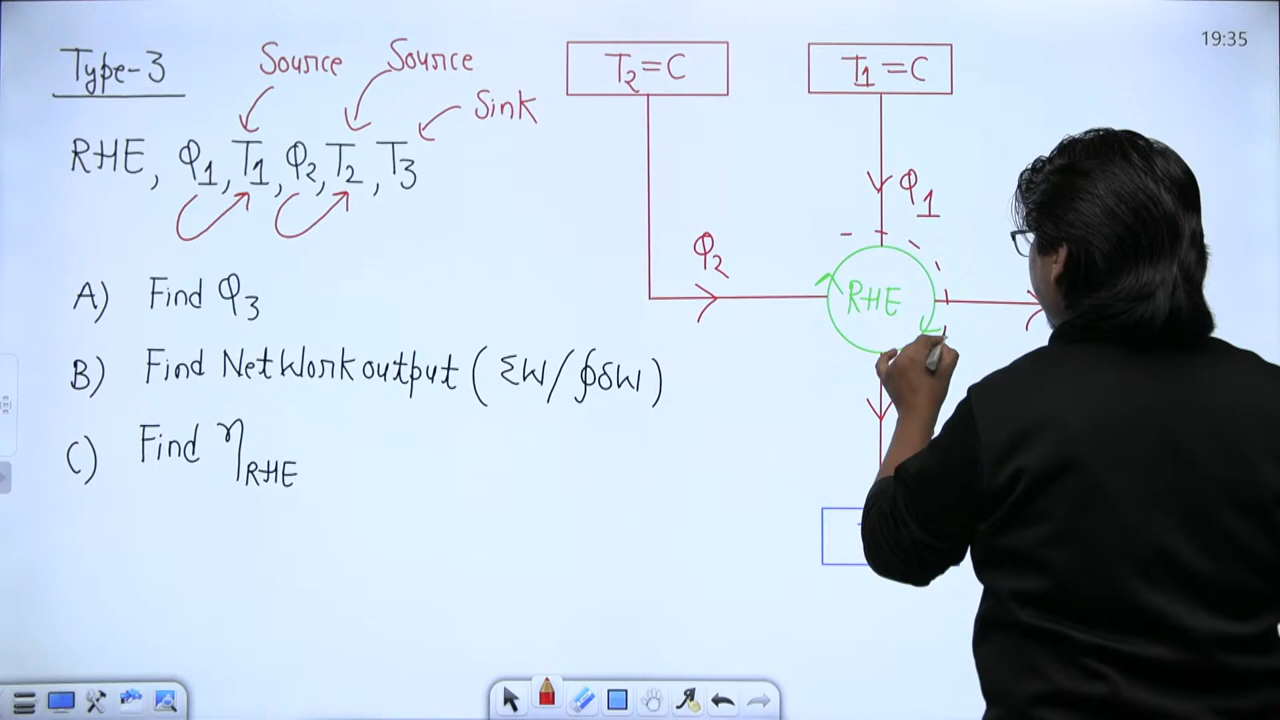 19:35
Type-3
Source Source
Sink
RHE, Q1, T1, Q2, T2, T3
A) Find Q3
B) Find Net Work output (ΣW/∮δW)
C) Find ηRHE
T2=C
T1=C
Q1
Q2
RHE